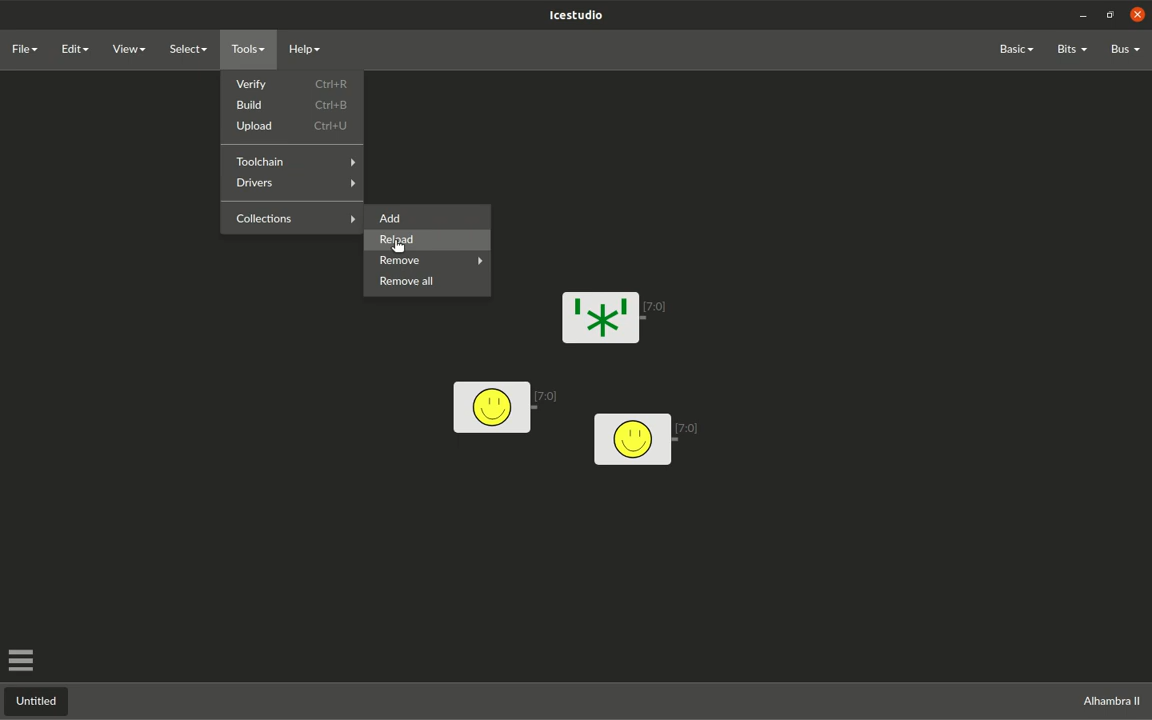 Icestudio
File Edit View Select Tools Help Basic Bits Bus
Verify Ctrl+R
Build Ctrl+B
Upload Ctrl+U
Toolchain
Drivers
Collections
Add
Reload
Remove
Remove all
'*' [7:0]
[7:0]
[7:0]
Untitled Alhambra II